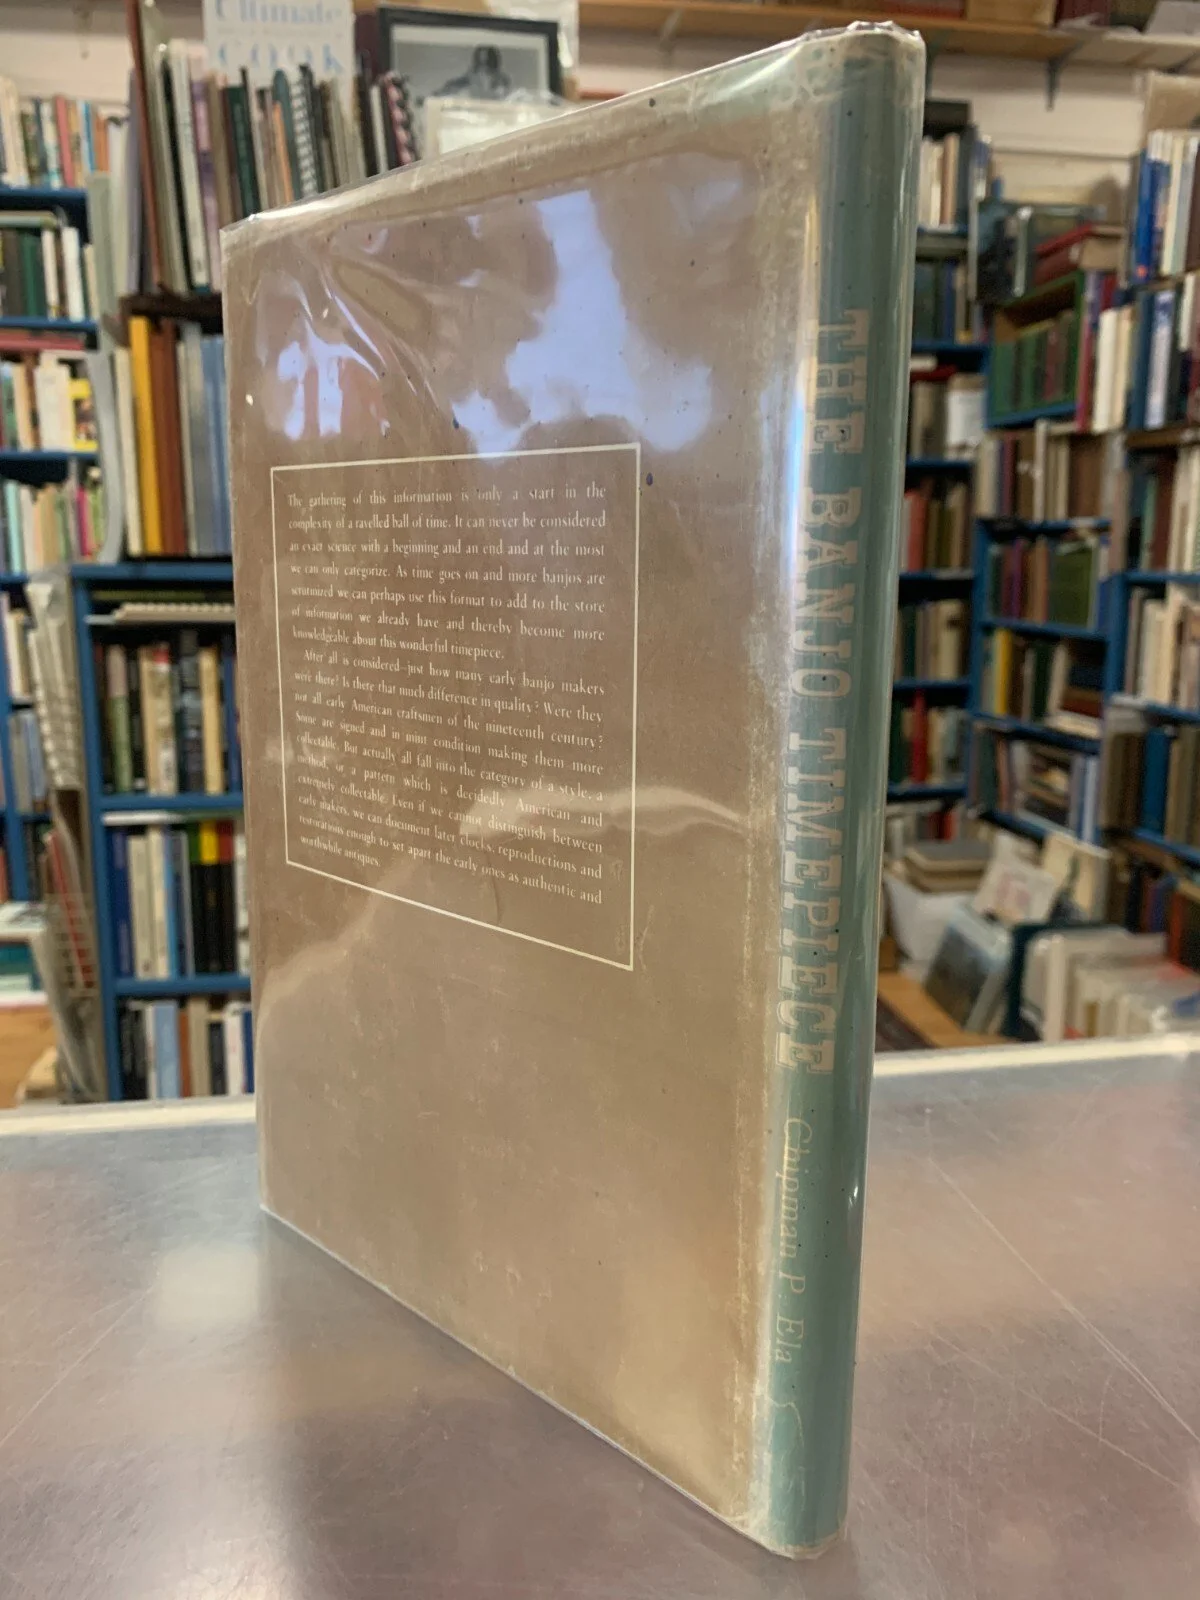 Climate
COOK
The gathering of this information is only a start in the
complexity of a ravelled ball of time. It can never be considered
an exact science with a beginning and an end and at the most
we can only categorize. As time goes on and more banjos are
scrutinized we can perhaps use this format to add to the store
of information we already have and thereby become more
knowledgeable about this wonderful timepiece.
After all is considered—just how many early banjo makers
were there? Is there that much difference in quality? Were they
not all early American craftsmen of the nineteenth century?
Some are signed and in mint condition making them more
collectable. But actually all fall into the category of a style, a
method, or a pattern which is decidedly American and
extremely collectable. Even if we cannot distinguish between
early makers, we can document later clocks, reproductions and
restorations enough to set apart the early ones as authentic and
worthwhile antiques.
THE BANJO TIMEPIECE Chipman P. Ela